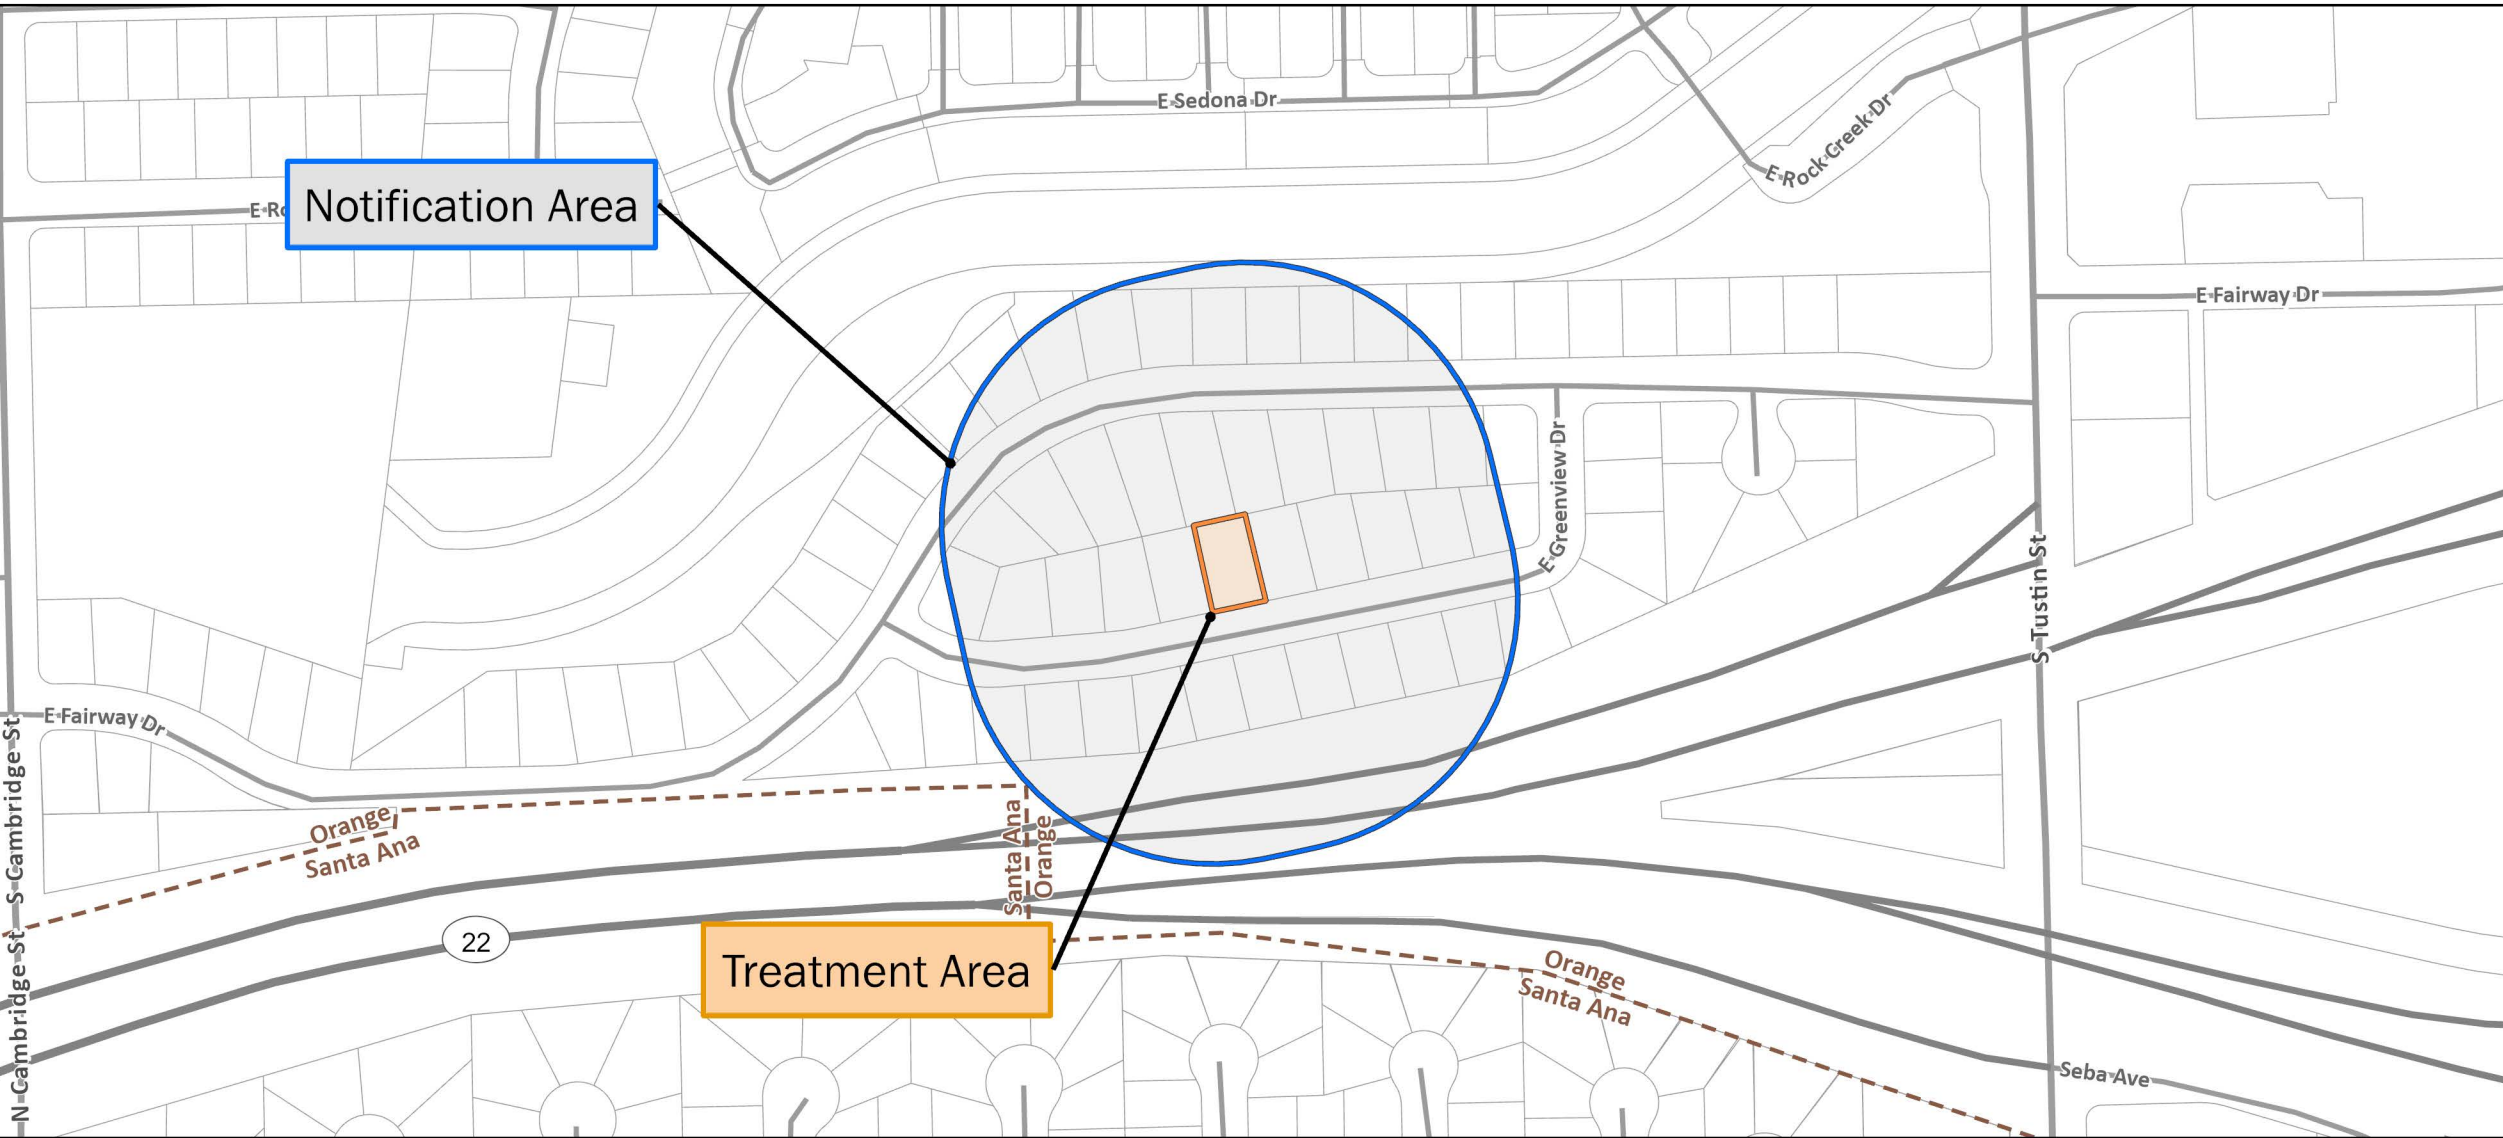 E Sedona Dr
E Rock Creek Dr
Notification Area
E Fairway Dr
E Greenview Dr
S Tustin St
E Fairway Dr
S Cambridge St
Orange
Santa Ana
Santa Ana
Orange
22
Treatment Area
Orange
Santa Ana
N Cambridge St
Seba Ave